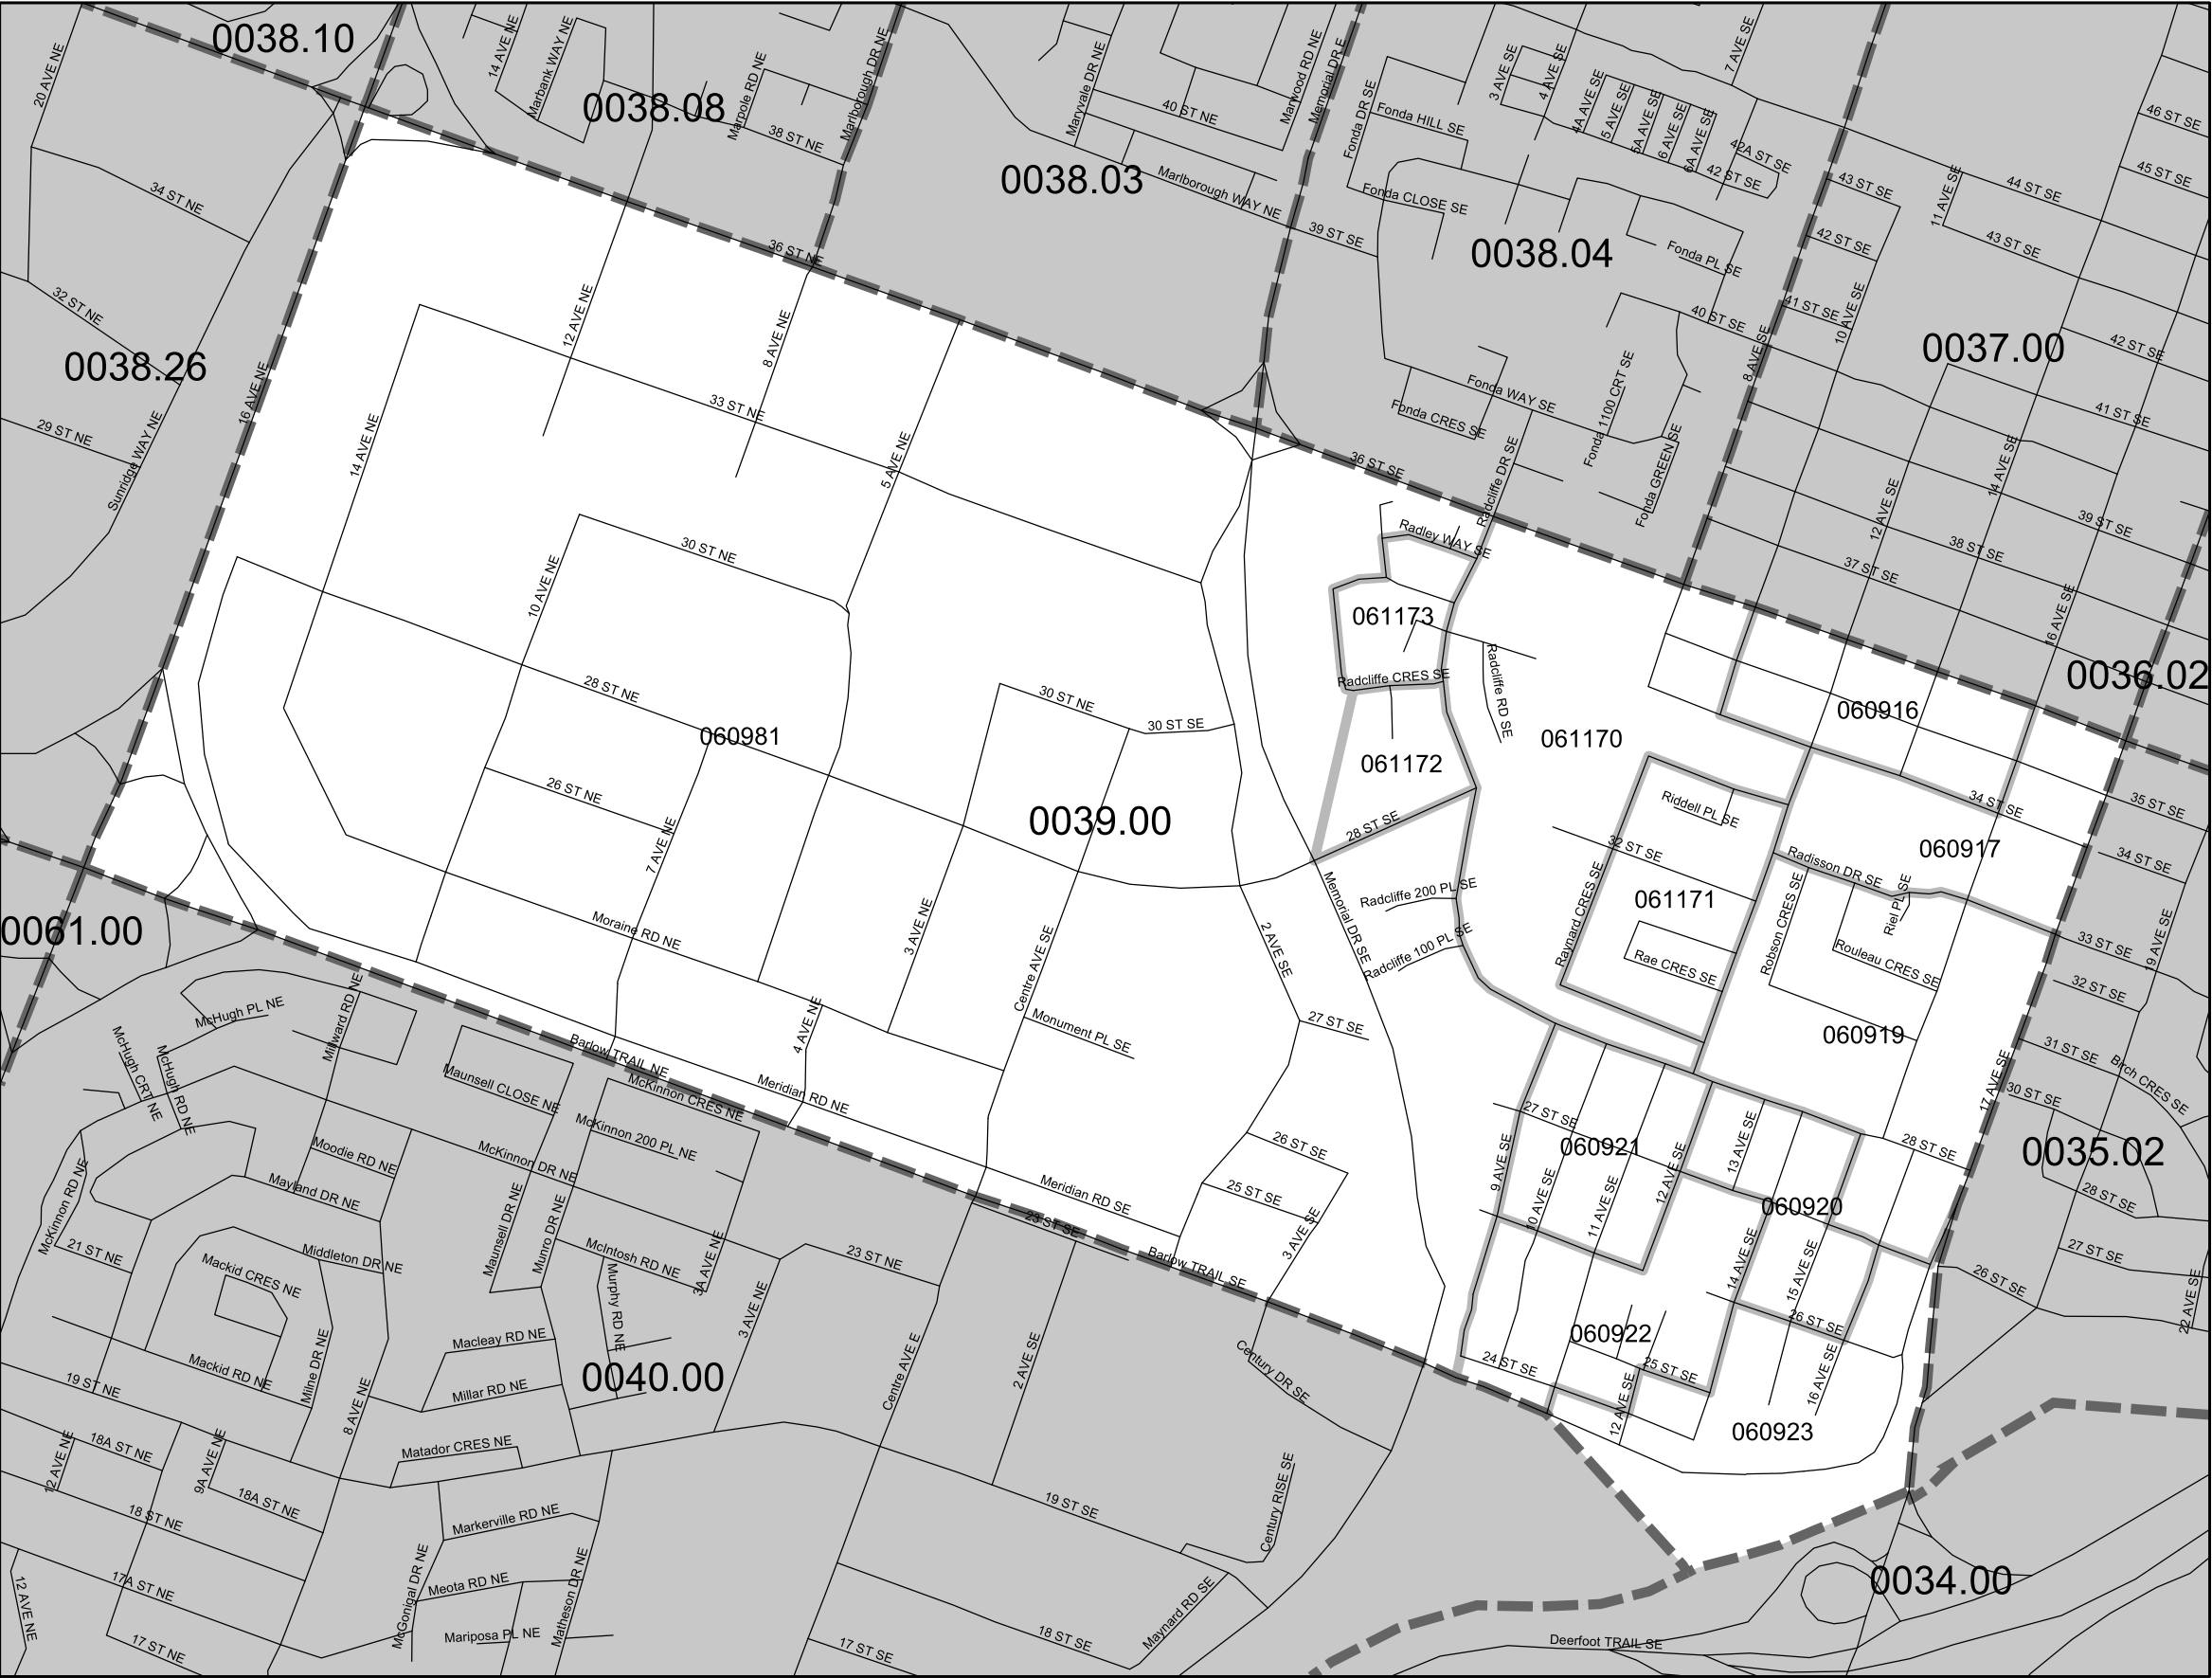 0038.10
0038.08
0038.03
0038.04
0037.00
0036.02
0038.26
0039.00
0061.00
0040.00
0035.02
0034.00
061173
061172
061170
061171
060981
060916
060917
060919
060921
060920
060922
060923
20 AVE NE
14 AVE NE
Marbank WAY NE
Marpole RD NE
38 ST NE
Marlborough DR NE
Maryvale DR NE
40 ST NE
Marwood RD NE
Memorial DR E
Marlborough WAY NE
39 ST SE
Fonda DR SE
Fonda HILL SE
Fonda CLOSE SE
3 AVE SE
4 AVE SE
4A AVE SE
5 AVE SE
5A AVE SE
6 AVE SE
6A AVE SE
7 AVE SE
42A ST SE
42 ST SE
Fonda PL SE
40 ST SE
43 ST SE
42 ST SE
41 ST SE
10 AVE SE
8 AVE SE
11 AVE SE
44 ST SE
43 ST SE
46 ST SE
45 ST SE
42 ST SE
41 ST SE
14 AVE SE
12 AVE SE
39 ST SE
38 ST SE
37 ST SE
16 AVE SE
34 ST NE
32 ST NE
29 ST NE
Sunridge WAY NE
16 AVE NE
36 ST NE
12 AVE NE
8 AVE NE
33 ST NE
14 AVE NE
5 AVE NE
30 ST NE
10 AVE NE
28 ST NE
26 ST NE
7 AVE NE
Moraine RD NE
3 AVE NE
30 ST NE
30 ST SE
Centre AVE SE
Monument PL SE
4 AVE NE
Barlow TRAIL NE
Meridian RD NE
Meridian RD SE
23 ST SE
Barlow TRAIL SE
Fonda WAY SE
Fonda CRES SE
Fonda 1100 CRT SE
Fonda GREEN SE
36 ST SE
Radcliffe DR SE
Radley WAY SE
Radcliffe CRES SE
Radcliffe RD SE
28 ST SE
Memorial DR SE
Radcliffe 200 PL SE
Radcliffe 100 PL SE
2 AVE SE
27 ST SE
26 ST SE
25 ST SE
3 AVE SE
Century DR SE
Riddell PL SE
32 ST SE
Raynard CRES SE
Rae CRES SE
Radisson DR SE
Robson CRES SE
Riel PL SE
Rouleau CRES SE
34 ST SE
35 ST SE
34 ST SE
33 ST SE
19 AVE SE
32 ST SE
31 ST SE
Birch CRES SE
30 ST SE
17 AVE SE
28 ST SE
28 ST SE
27 ST SE
26 ST SE
22 AVE SE
27 ST SE
9 AVE SE
10 AVE SE
11 AVE SE
12 AVE SE
13 AVE SE
14 AVE SE
15 AVE SE
26 ST SE
16 AVE SE
24 ST SE
25 ST SE
12 AVE SE
McHugh PL NE
McHugh CRT NE
McHugh RD NE
Millward RD NE
Maunsell CLOSE NE
McKinnon CRES NE
McKinnon 200 PL NE
McKinnon DR NE
Moodie RD NE
Mayland DR NE
McKinnon RD NE
21 ST NE
Mackid CRES NE
Middleton DR NE
Mackid RD NE
Milne DR NE
19 ST NE
8 AVE NE
Maunsell DR NE
Munro DR NE
McIntosh RD NE
3A AVE NE
Murphy RD NE
3 AVE NE
23 ST NE
Macleay RD NE
Millar RD NE
Matador CRES NE
Centre AVE E
2 AVE SE
18A ST NE
12 AVE NE
9A AVE NE
18A ST NE
18 ST NE
17A ST NE
12 AVE NE
17 ST NE
Markerville RD NE
McGonigal DR NE
Meota RD NE
Mariposa PL NE
Matheson DR NE
19 ST SE
Century RISE SE
Maynard RD SE
18 ST SE
17 ST SE
Deerfoot TRAIL SE